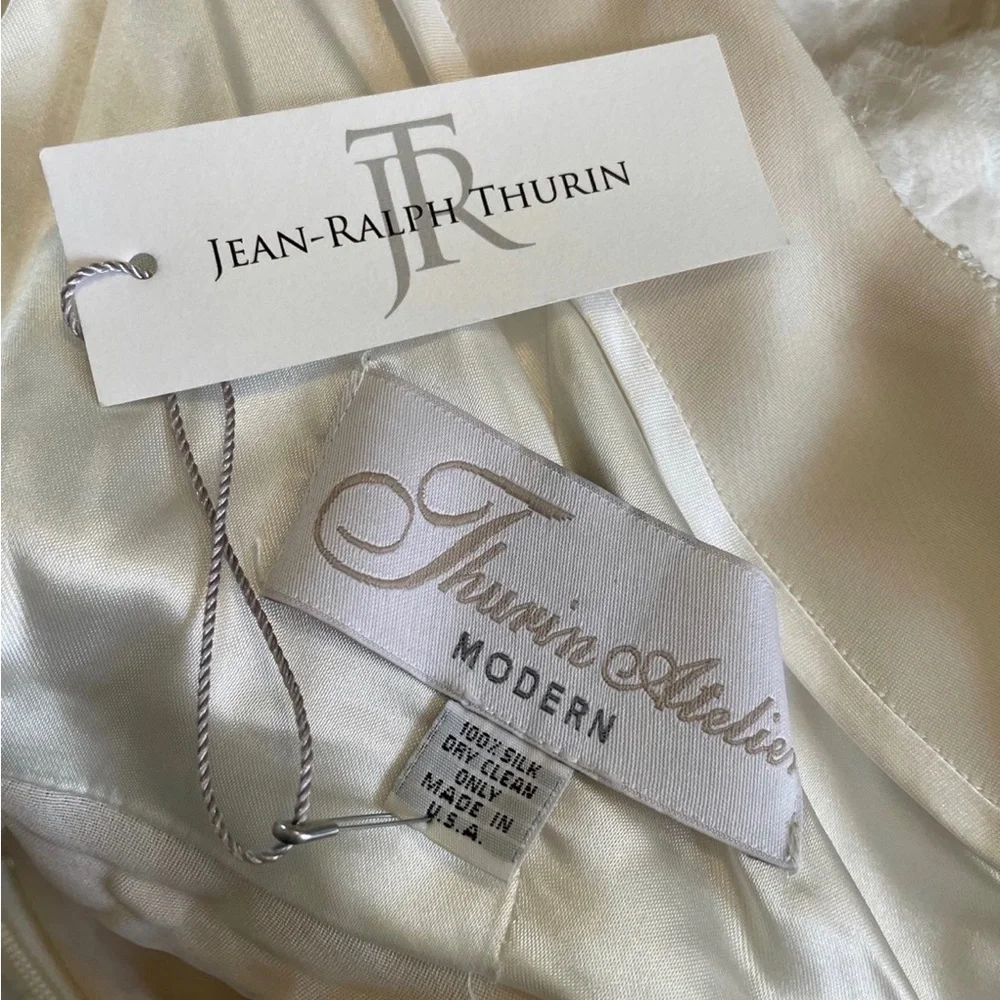 JTR
JEAN-RALPH THURIN
Thurin Atelier
MODERN
100% SILK
DRY CLEAN
ONLY
MADE IN
U.S.A.